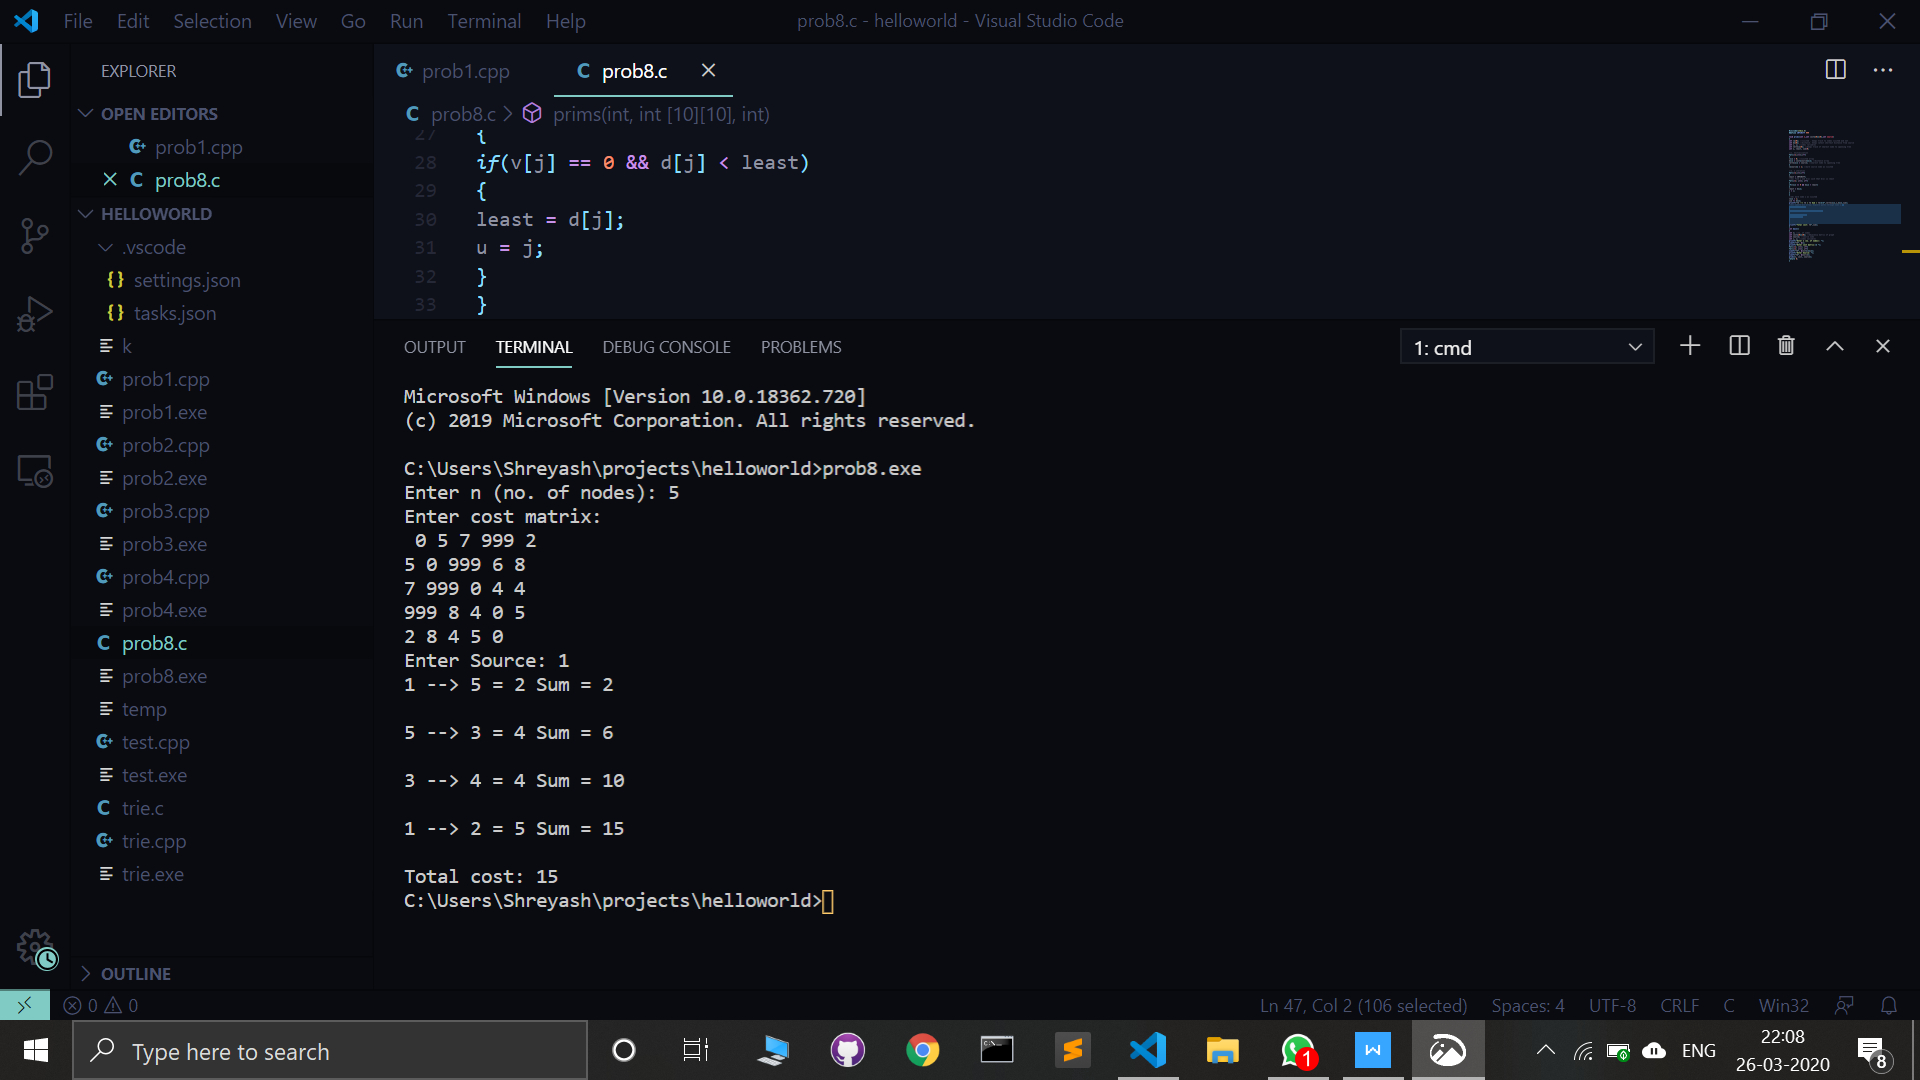 File Edit Selection View Go Run Terminal Help
prob8.c - helloworld - Visual Studio Code
EXPLORER
OPEN EDITORS
prob1.cpp
prob8.c
HELLOWORLD
.vscode
settings.json
tasks.json
k
prob1.cpp
prob1.exe
prob2.cpp
prob2.exe
prob3.cpp
prob3.exe
prob4.cpp
prob4.exe
prob8.c
prob8.exe
temp
test.cpp
test.exe
trie.c
trie.cpp
trie.exe
OUTLINE
prob1.cpp prob8.c
prob8.c > prims(int, int [10][10], int)
27 {
28 if(v[j] == 0 && d[j] < least)
29 {
30 least = d[j];
31 u = j;
32 }
33 }
OUTPUT TERMINAL DEBUG CONSOLE PROBLEMS
1: cmd
Microsoft Windows [Version 10.0.18362.720]
(c) 2019 Microsoft Corporation. All rights reserved.
C:\Users\Shreyash\projects\helloworld>prob8.exe
Enter n (no. of nodes): 5
Enter cost matrix:
0 5 7 999 2
5 0 999 6 8
7 999 0 4 4
999 8 4 0 5
2 8 4 5 0
Enter Source: 1
1 --> 5 = 2 Sum = 2
5 --> 3 = 4 Sum = 6
3 --> 4 = 4 Sum = 10
1 --> 2 = 5 Sum = 15
Total cost: 15
C:\Users\Shreyash\projects\helloworld>
0 0
Ln 47, Col 2 (106 selected) Spaces: 4 UTF-8 CRLF C Win32
Type here to search
1
ENG
22:08
26-03-2020
8